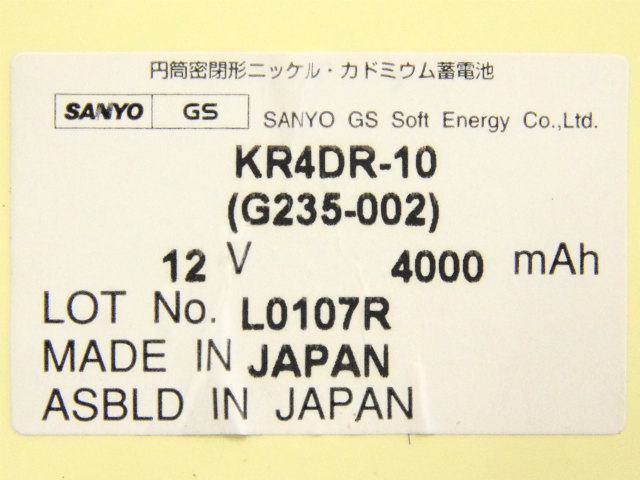 円筒密閉形ニッケル・カドミウム蓄電池
SANYO GS SANYO GS Soft Energy Co.,Ltd.
KR4DR-10
(G235-002)
12 V 4000 mAh
LOT No. L0107R
MADE IN JAPAN
ASBLD IN JAPAN